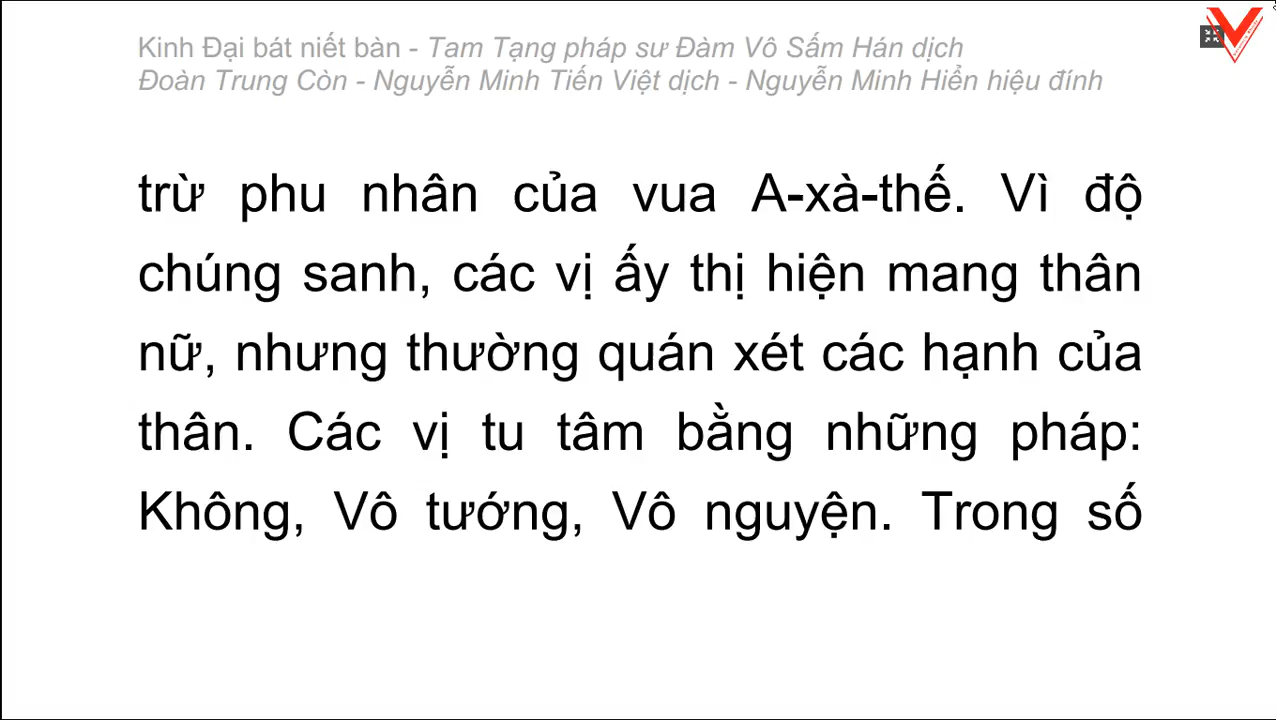 Kinh Đại bát niết bàn - Tam Tạng pháp sư Đàm Vô Sấm Hán dịch
Đoàn Trung Còn - Nguyễn Minh Tiến Việt dịch - Nguyễn Minh Hiển hiệu đính
trừ phu nhân của vua A-xà-thế. Vì độ
chúng sanh, các vị ấy thị hiện mang thân
nữ, nhưng thường quán xét các hạnh của
thân. Các vị tu tâm bằng những pháp:
Không, Vô tướng, Vô nguyện. Trong số